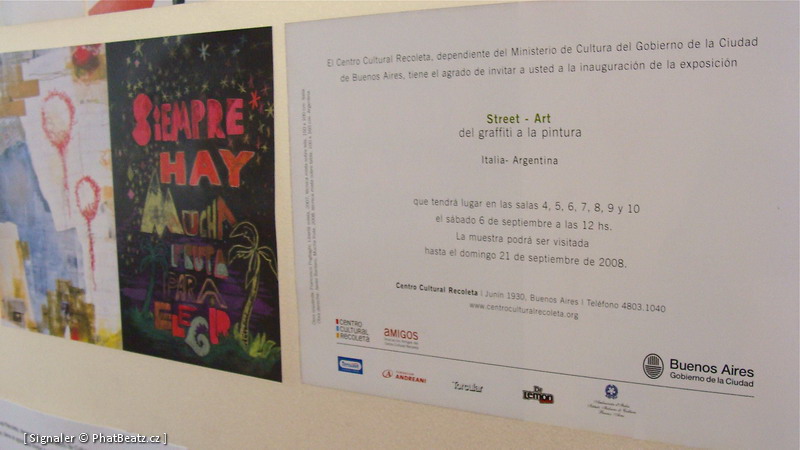 SIEMPRE
HAY
MUCHA
PARA
El Centro Cultural Recoleta, dependiente del Ministerio de Cultura del Gobierno de la Ciudad
de Buenos Aires, tiene el agrado de invitar a usted a la inauguración de la exposición
Street - Art
del graffiti a la pintura
Italia- Argentina
que tendrá lugar en las salas 4, 5, 6, 7, 8, 9 y 10
el sábado 6 de septiembre a las 12 hs.
La muestra podrá ser visitada
hasta el domingo 21 de septiembre de 2008.
Centro Cultural Recoleta | Junín 1930, Buenos Aires | Teléfono 4803.1040
www.centroculturalrecoleta.org
CENTRO
CULTURAL
RECOLETA
AMIGOS
Buenos Aires
Gobierno de la Ciudad
ANDREANI
Torcular
[ Signaler © PhatBeatz.cz ]